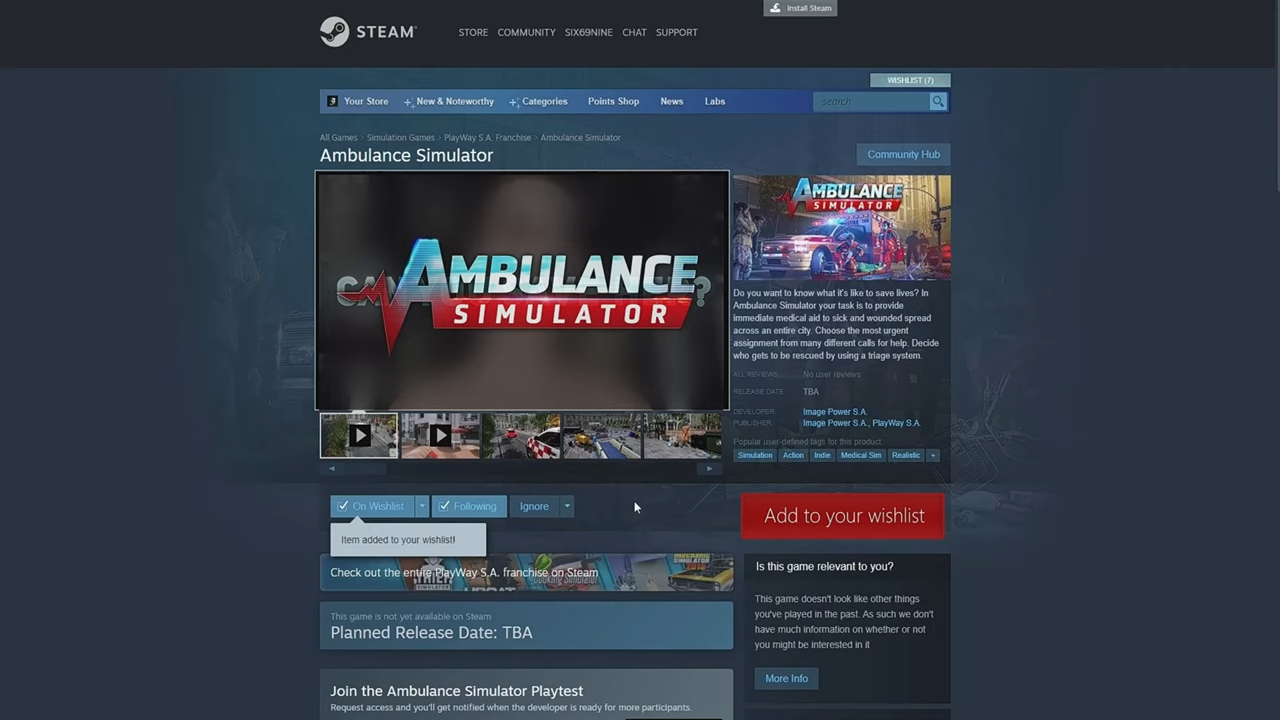 Install Steam
STEAM®
STORE COMMUNITY SIX69NINE CHAT SUPPORT
WISHLIST (7)
Your Store New & Noteworthy Categories Points Shop News Labs search
All Games > Simulation Games > PlayWay S.A. Franchise > Ambulance Simulator
Ambulance Simulator
Community Hub
AMBULANCE
SIMULATOR
AMBULANCE
SIMULATOR
Do you want to know what it's like to save lives? In
Ambulance Simulator your task is to provide
immediate medical aid to sick and wounded spread
across an entire city. Choose the most urgent
assignment from many different calls for help. Decide
who gets to be rescued by using a triage system.
ALL REVIEWS: No user reviews
RELEASE DATE: TBA
DEVELOPER: Image Power S.A.
PUBLISHER: Image Power S.A., PlayWay S.A.
Popular user-defined tags for this product:
Simulation Action Indie Medical Sim Realistic +
On Wishlist Following Ignore
Add to your wishlist
Item added to your wishlist!
Check out the entire PlayWay S.A. franchise on Steam
Is this game relevant to you?
This game doesn't look like other things
you've played in the past. As such we don't
have much information on whether or not
you might be interested in it
More Info
This game is not yet available on Steam
Planned Release Date: TBA
Join the Ambulance Simulator Playtest
Request access and you'll get notified when the developer is ready for more participants.